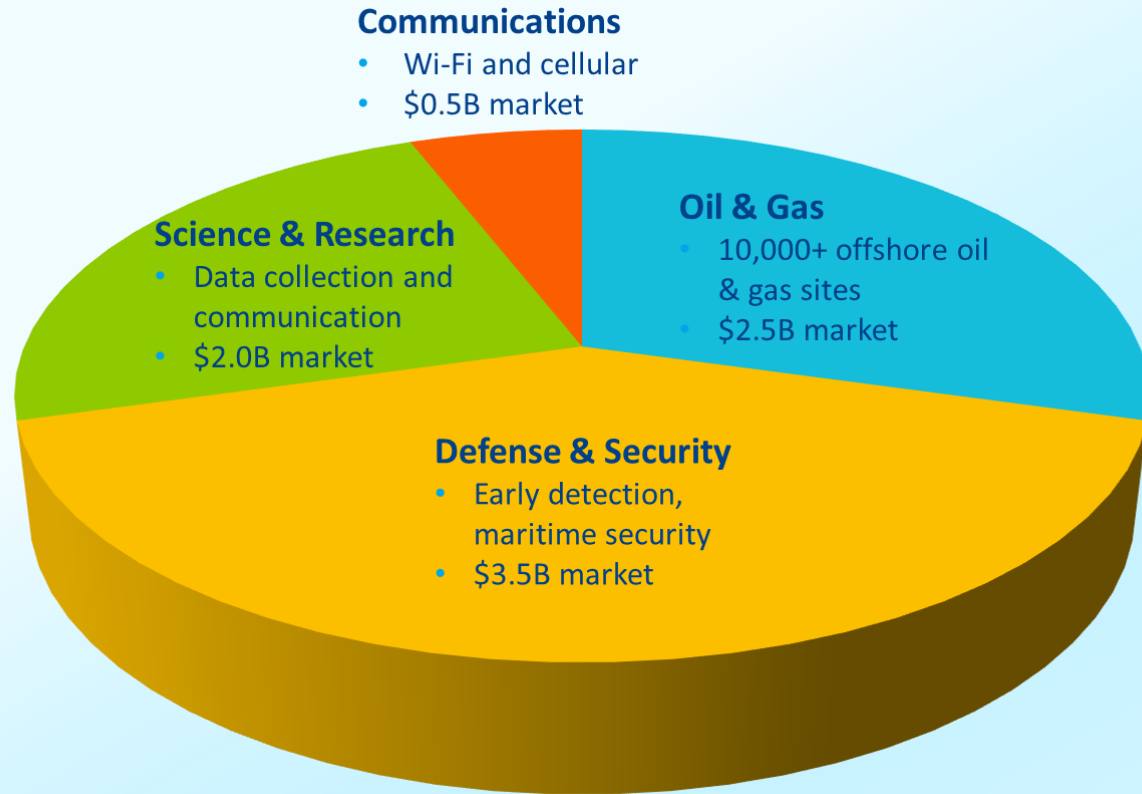 Communications
• Wi-Fi and cellular
• $0.5B market
Oil & Gas
• 10,000+ offshore oil
& gas sites
• $2.5B market
Science & Research
• Data collection and
communication
• $2.0B market
Defense & Security
• Early detection,
maritime security
• $3.5B market